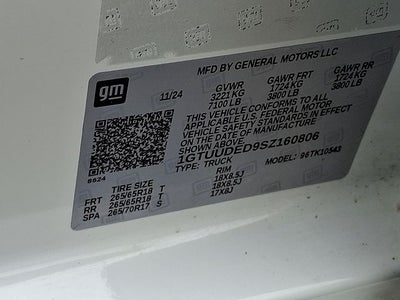 MFD BY GENERAL MOTORS LLC
gm
11/24
GVWR GAWR FRT GAWR RR
3221 KG 1724 KG 1724 KG
7100 LB 3800 LB 3800 LB
THIS VEHICLE CONFORMS TO ALL
APPLICABLE U.S. FEDERAL MOTOR
VEHICLE SAFETY STANDARDS IN EFFECT
ON THE DATE OF MANUFACTURE
SHOWN ABOVE.
1GTUUDED9SZ160806
TYPE: TRUCK MODEL: 96TK10543
8624
TIRE SIZE RIM
FRT 265/65R18 T 18X8.5J
RR 265/65R18 T 18X8.5J
SPA 265/70R17 S 17X8J